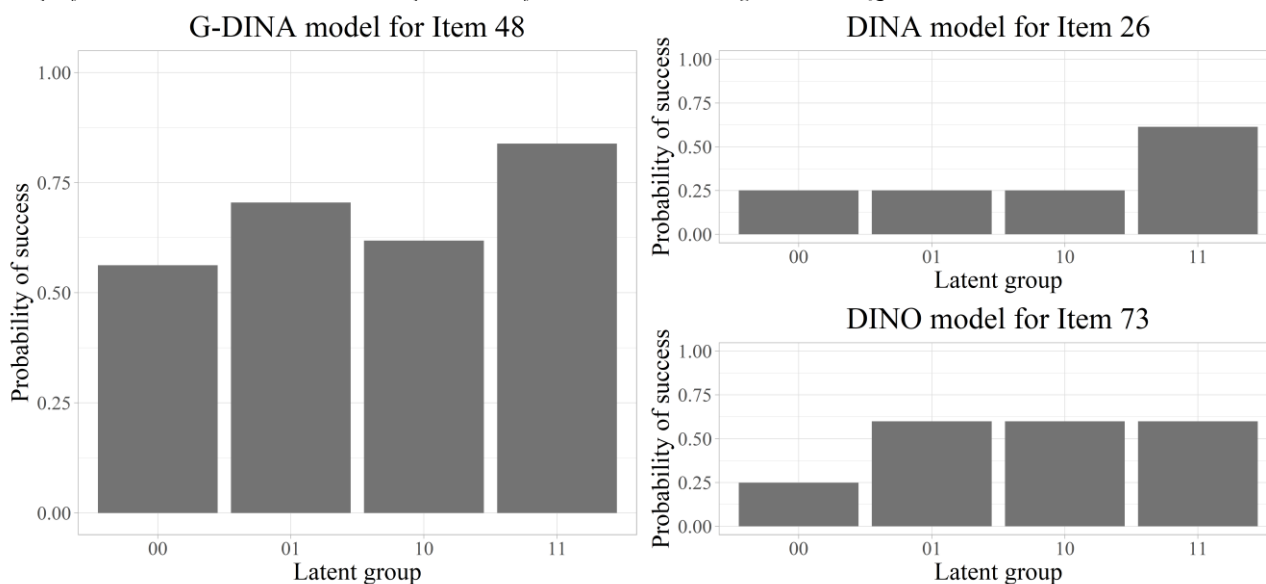 G-DINA model for Item 48
Probability of success
1.00
0.75
0.50
0.25
0.00
00 01 10 11
Latent group
DINA model for Item 26
Probability of success
1.00
0.75
0.50
0.25
0.00
00 01 10 11
Latent group
DINO model for Item 73
Probability of success
1.00
0.75
0.50
0.25
0.00
00 01 10 11
Latent group